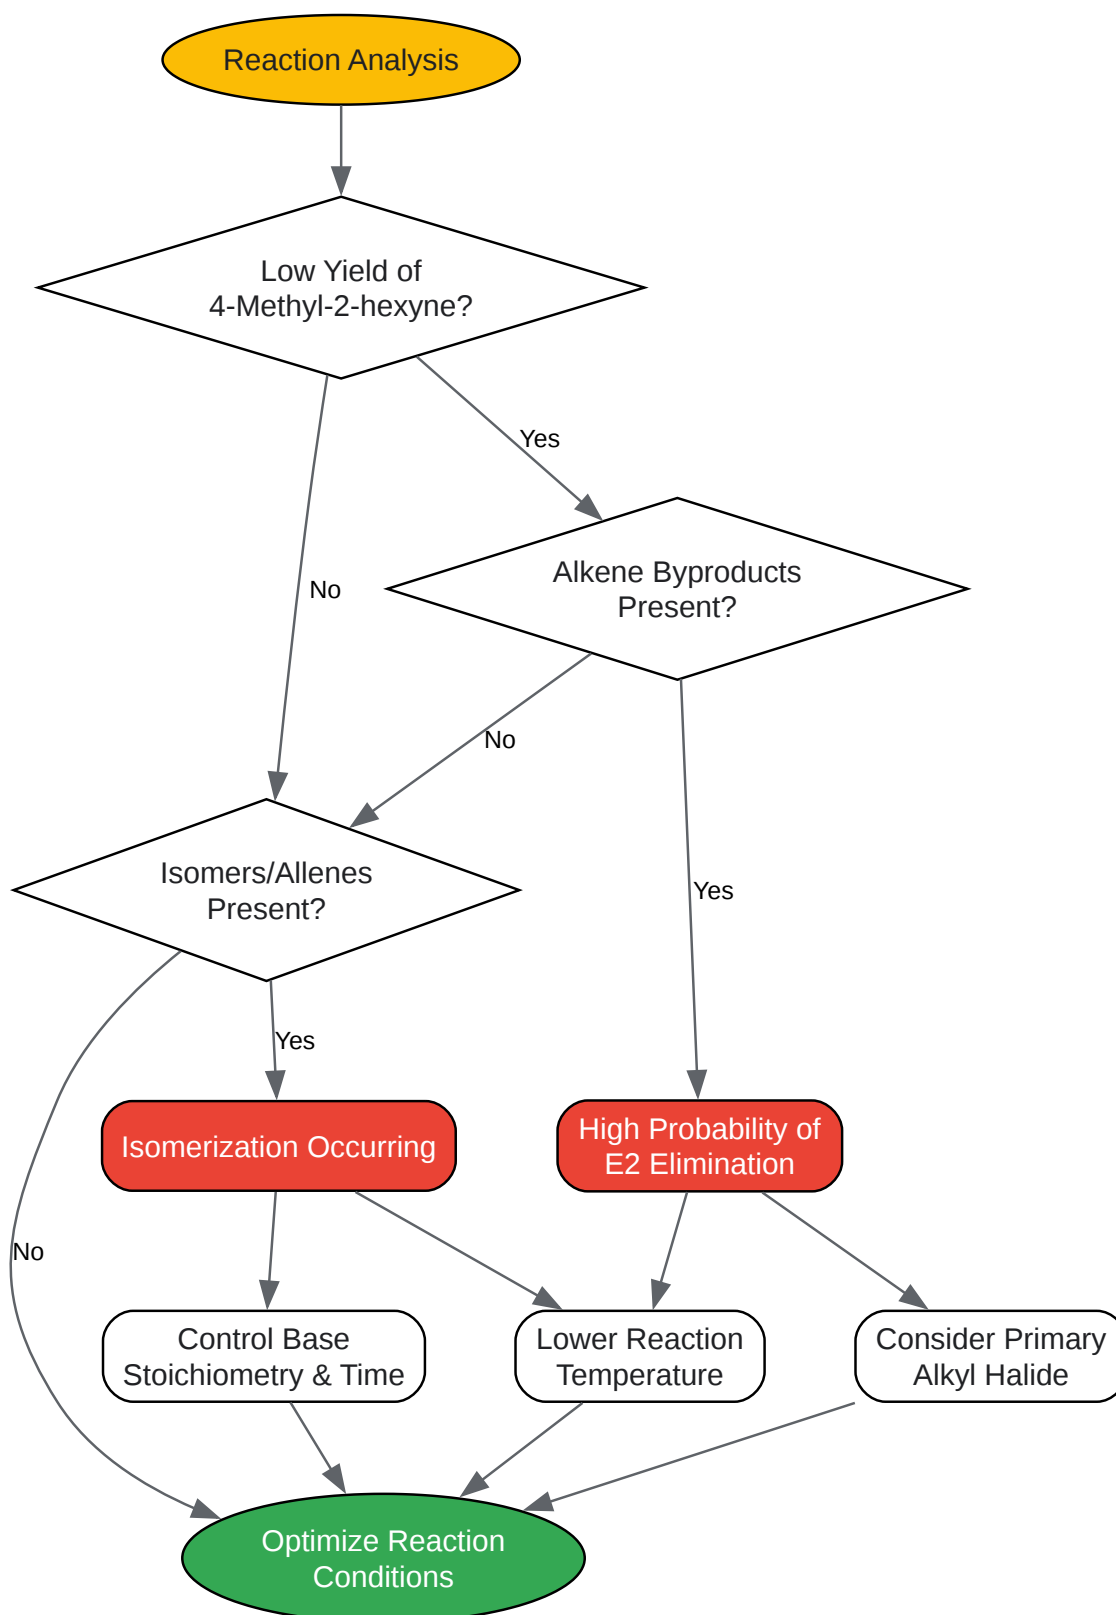 Reaction Analysis
Low Yield of
4-Methyl-2-hexyne?
Yes
No
Alkene Byproducts
Present?
No
Yes
Isomers/Allenes
Present?
Yes
No
Isomerization Occurring
High Probability of
E2 Elimination
Control Base
Stoichiometry & Time
Lower Reaction
Temperature
Consider Primary
Alkyl Halide
Optimize Reaction
Conditions